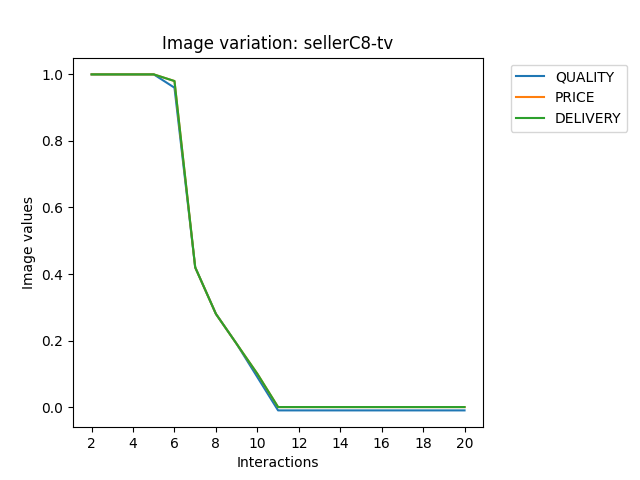 Image variation: sellerC8-tv
QUALITY
PRICE
DELIVERY
1.0
0.8
0.6
0.4
0.2
0.0
Image values
2 4 6 8 10 12 14 16 18 20
Interactions